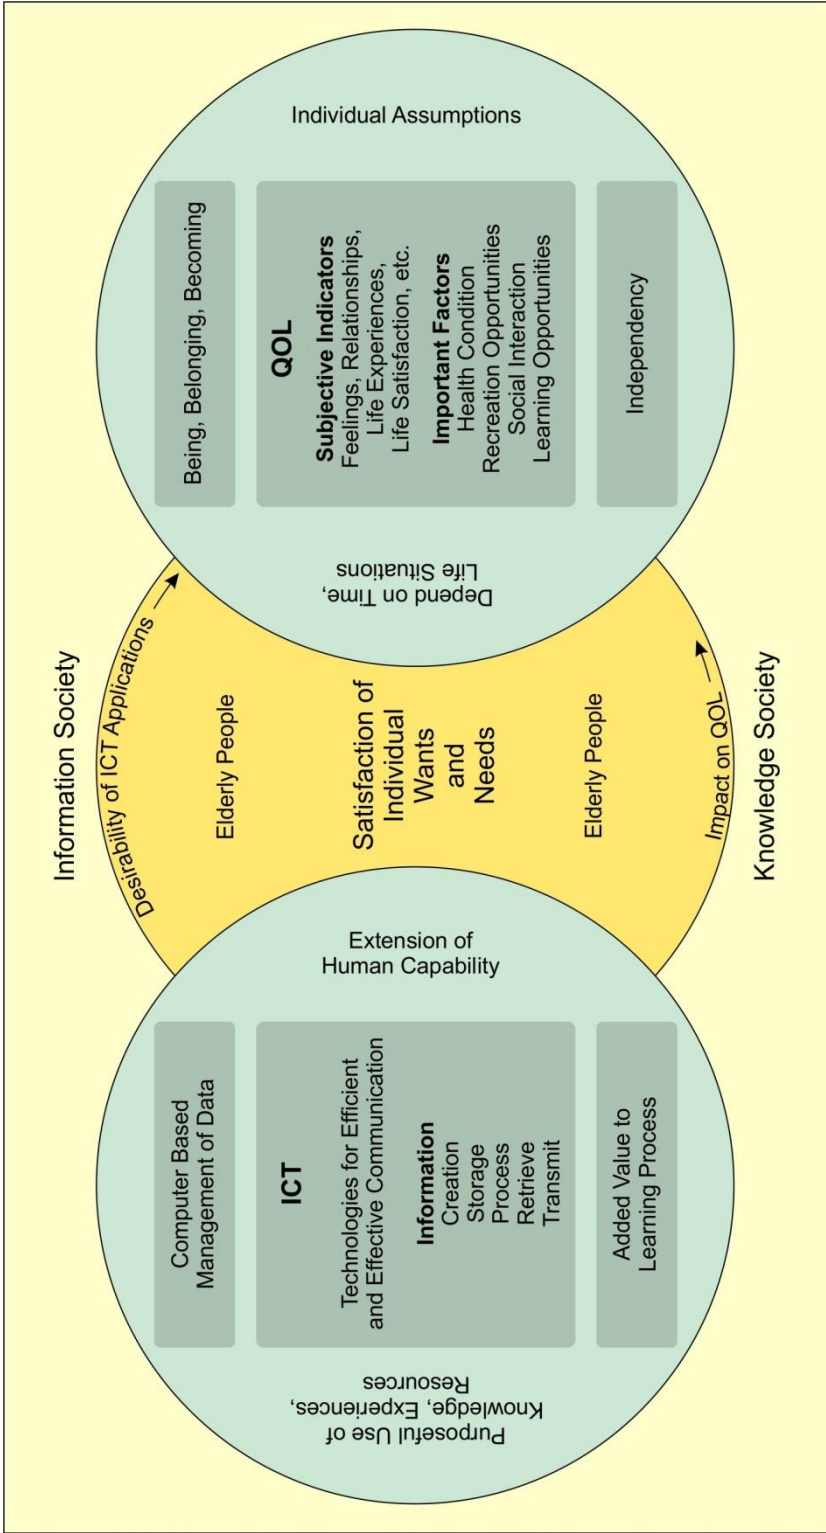 Information Society
Desirability of ICT Applications
Purposeful Use of
Knowledge, Experiences,
Resources
Computer Based
Management of Data
ICT
Technologies for Efficient
and Effective Communication
Information
Creation
Storage
Process
Retrieve
Transmit
Added Value to
Learning Process
Extension of
Human Capability
Elderly People
Satisfaction of
Individual
Wants
and
Needs
Elderly People
Depend on Time,
Life Situations
Being, Belonging, Becoming
QOL
Subjective Indicators
Feelings, Relationships,
Life Experiences,
Life Satisfaction, etc.
Important Factors
Health Condition
Recreation Opportunities
Social Interaction
Learning Opportunities
Independency
Individual Assumptions
Impact on QOL
Knowledge Society